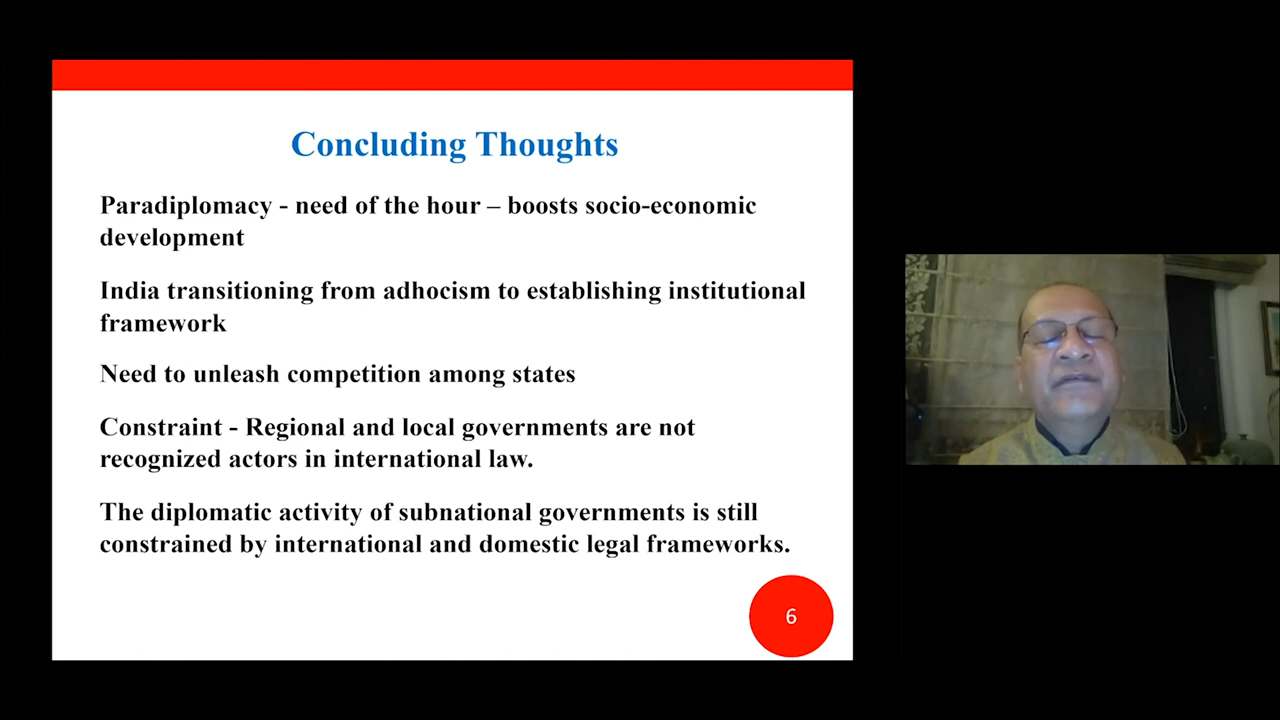 Concluding Thoughts
Paradiplomacy - need of the hour – boosts socio-economic
development
India transitioning from adhocism to establishing institutional
framework
Need to unleash competition among states
Constraint - Regional and local governments are not
recognized actors in international law.
The diplomatic activity of subnational governments is still
constrained by international and domestic legal frameworks.
6